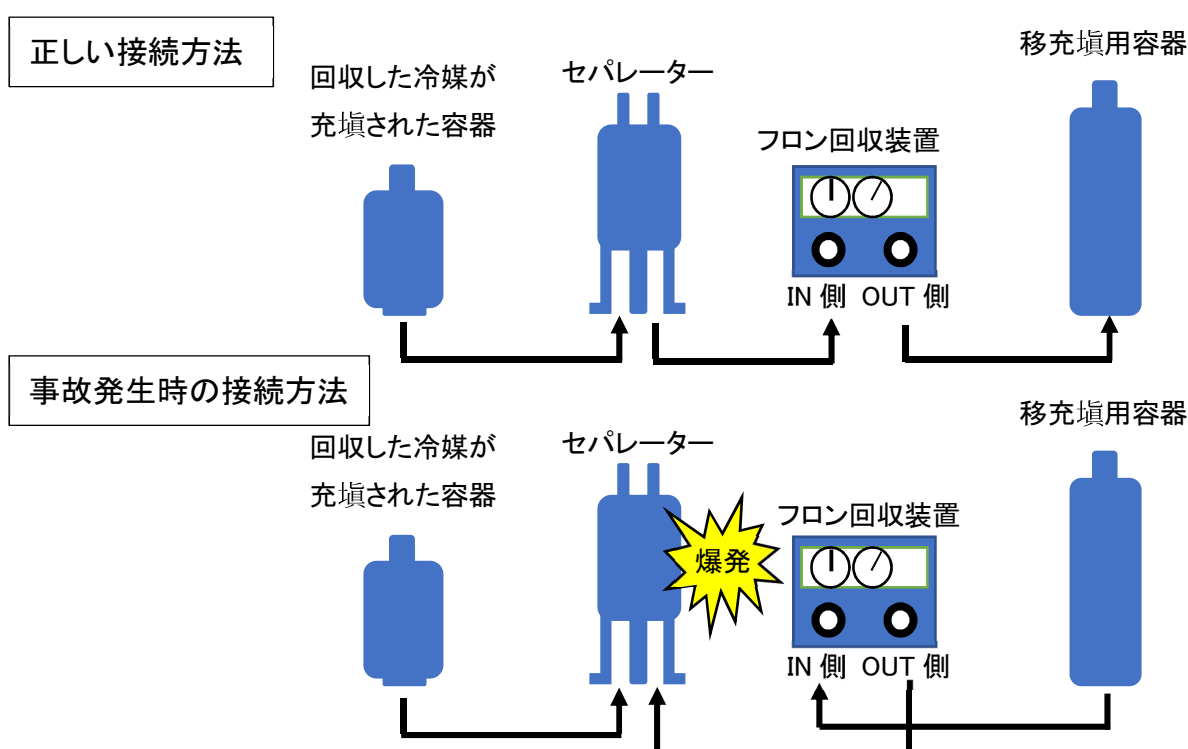 正しい接続方法
回収した冷媒が
充塡された容器
セパレーター
フロン回収装置
移充塡用容器
IN 側 OUT 側
事故発生時の接続方法
回収した冷媒が
充塡された容器
セパレーター
爆発
フロン回収装置
移充塡用容器
IN 側 OUT 側